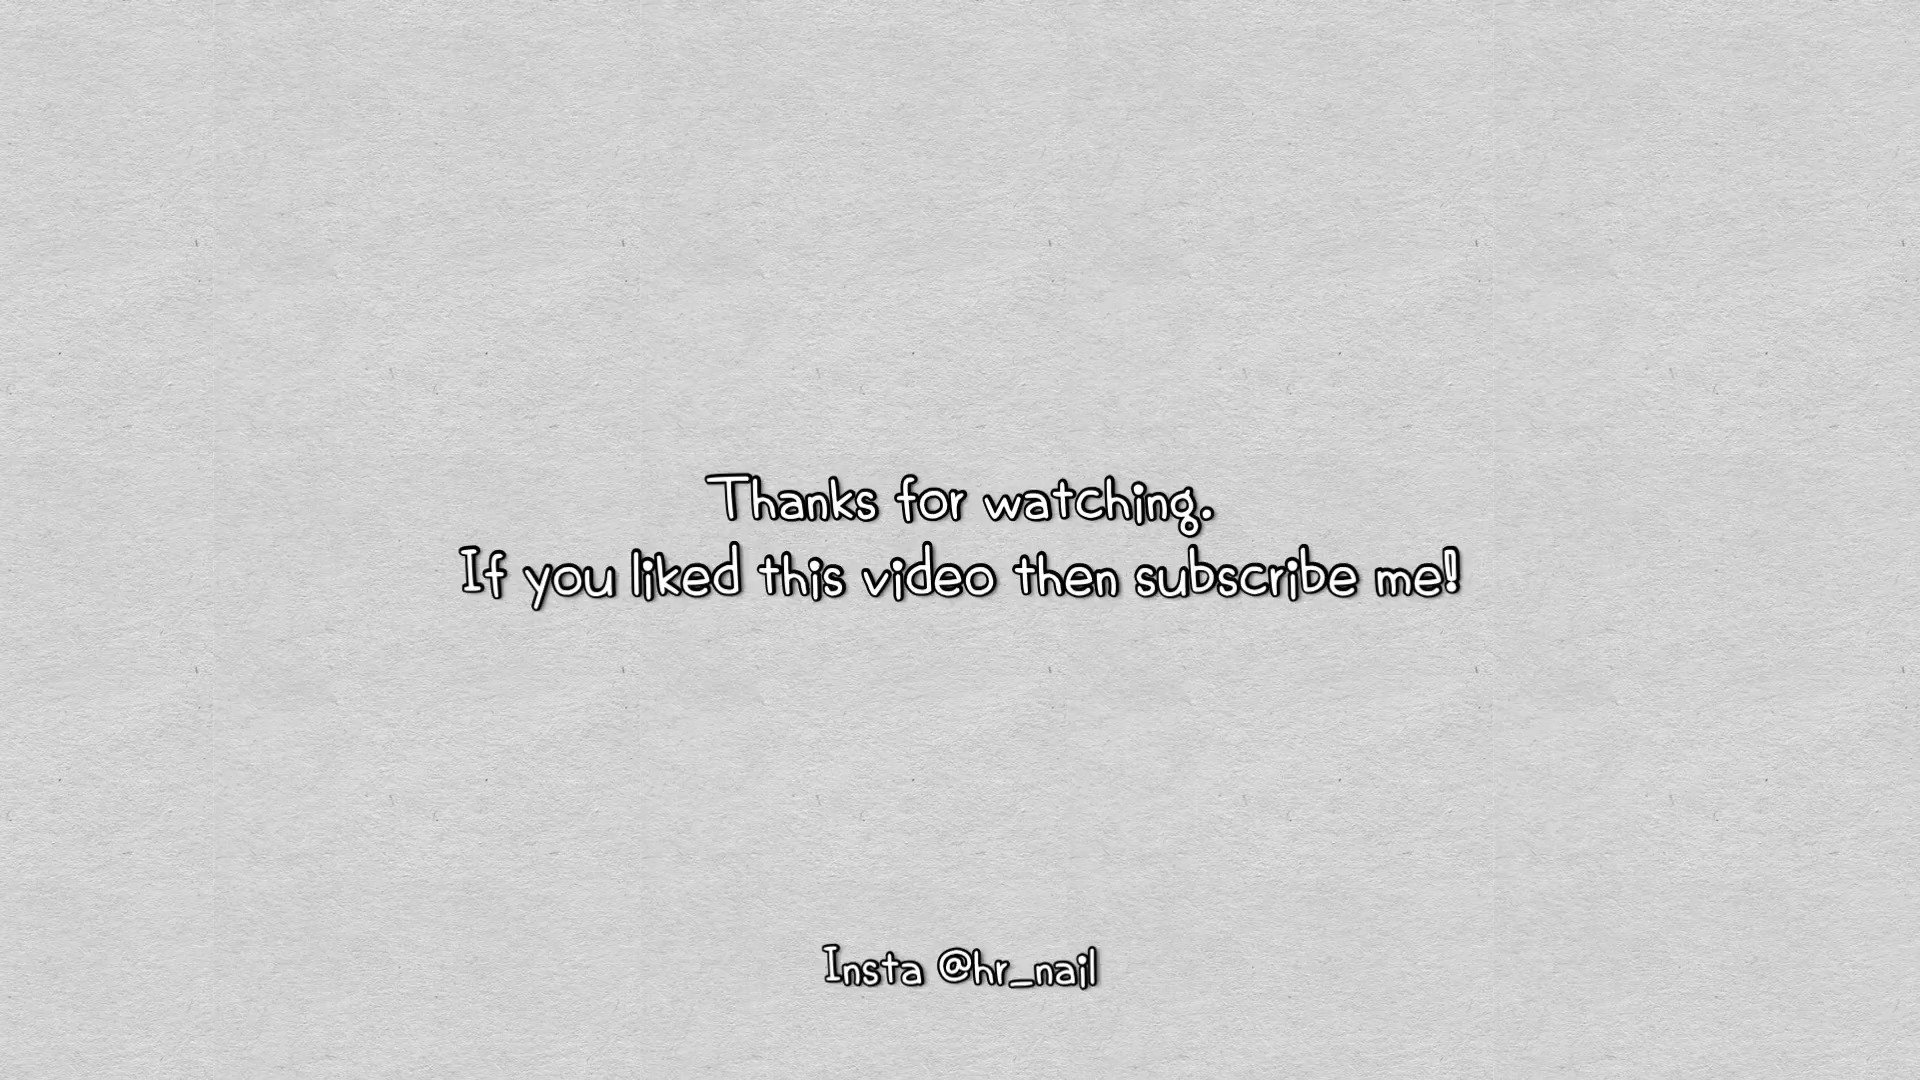 Thanks for watching.
If you liked this video then subscribe me!
Insta @hr_nail